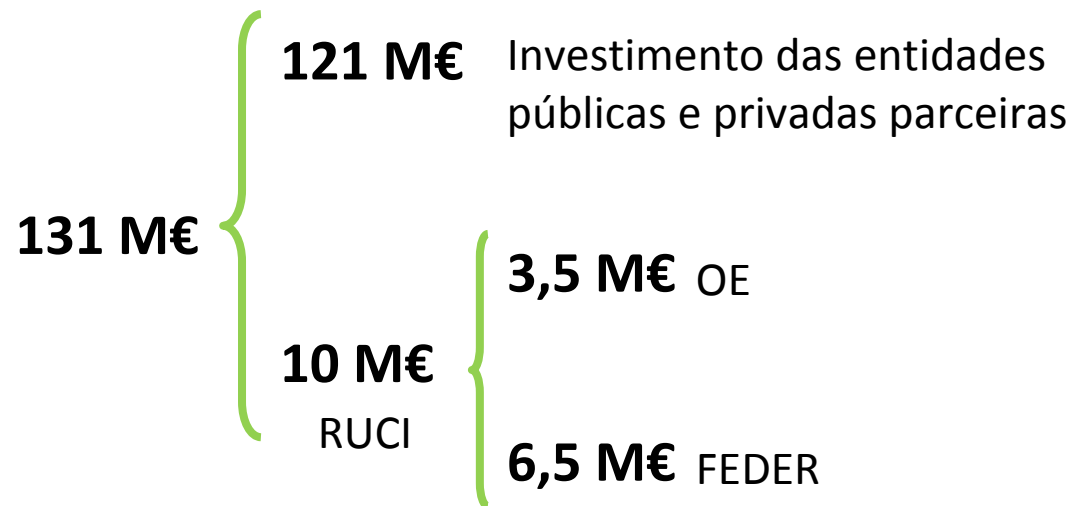 131 M€
121 M€
Investimento das entidades
públicas e privadas parceiras
10 M€
RUCI
3,5 M€ OE
6,5 M€ FEDER